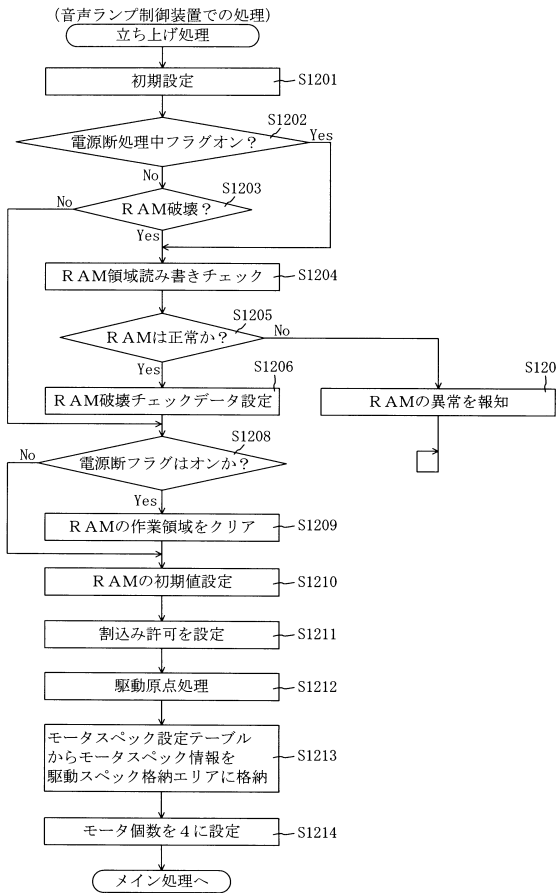 （音声ランプ制御装置での処理）
立ち上げ処理
初期設定
S1201
電源断処理中フラグオン？
S1202
Yes
No
ＲＡＭ破壊？
S1203
No
Yes
ＲＡＭ領域読み書きチェック
S1204
ＲＡＭは正常か？
S1205
No
Yes
ＲＡＭ破壊チェックデータ設定
S1206
ＲＡＭの異常を報知
S120
電源断フラグはオンか？
S1208
No
Yes
ＲＡＭの作業領域をクリア
S1209
ＲＡＭの初期値設定
S1210
割込み許可を設定
S1211
駆動原点処理
S1212
モータスペック設定テーブル
からモータスペック情報を
駆動スペック格納エリアに格納
S1213
モータ個数を４に設定
S1214
メイン処理へ